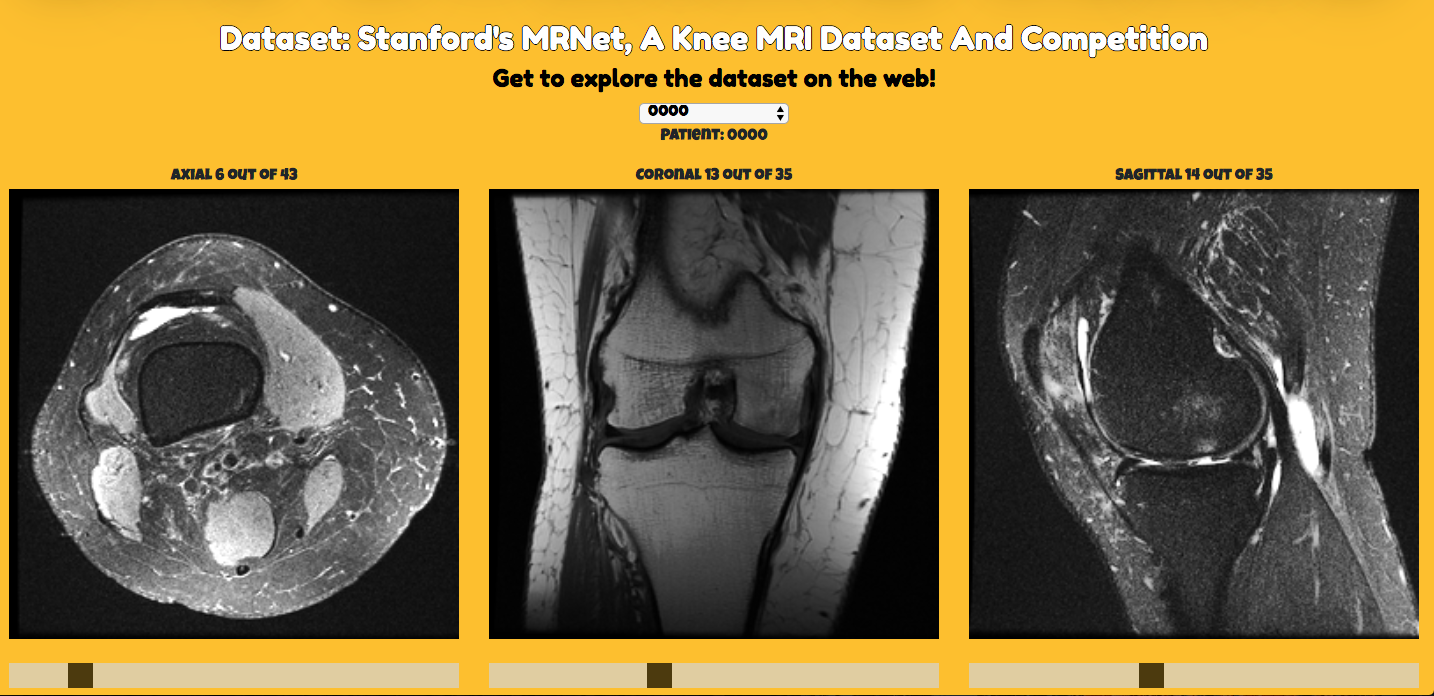 Dataset: Stanford's MRNet, A Knee MRI Dataset And Competition
Get to explore the dataset on the web!
0000
Patient: 0000
Axial 6 out of 43
Coronal 13 out of 35
Sagittal 14 out of 35